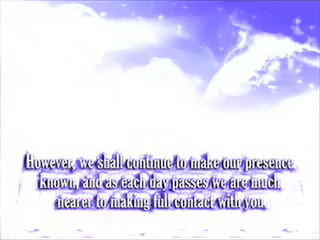 However, we shall continue to make our presence
known, and as each day passes we are much
nearer to making full contact with you.